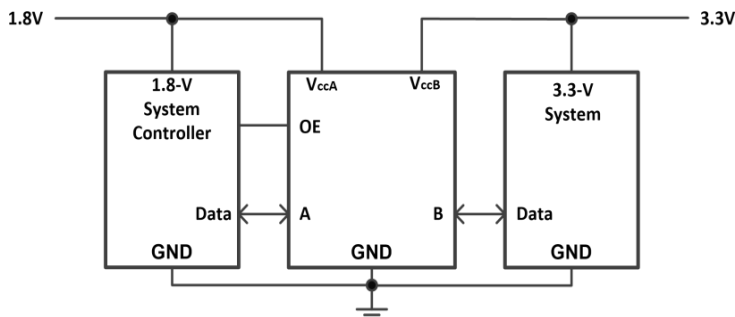 1.8V
3.3V
1.8-V
System
Controller
VccA
VccB
3.3-V
System
OE
Data
A
B
Data
GND
GND
GND